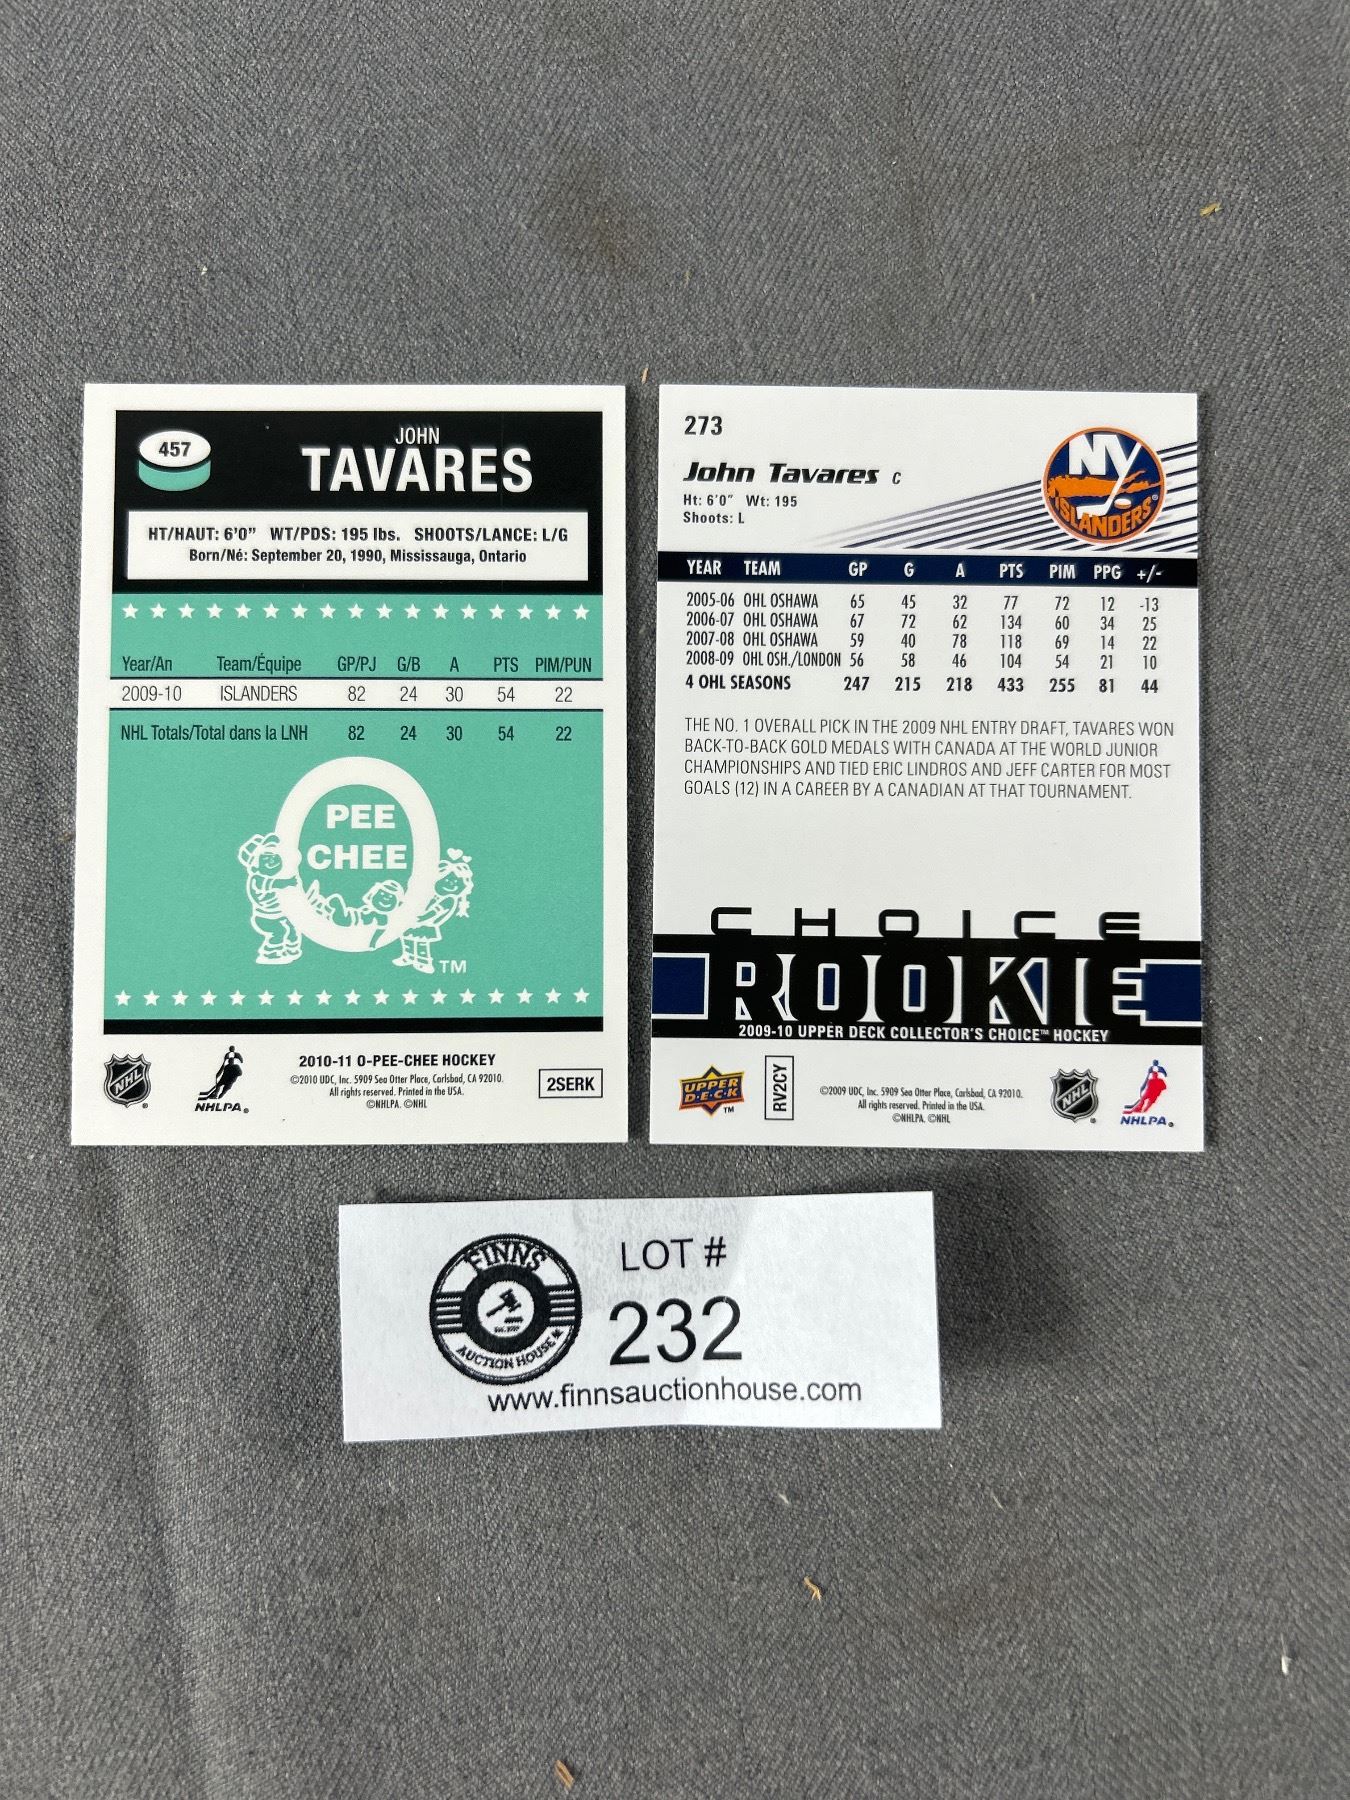 457
JOHN
TAVARES
HT/HAUT: 6'0" WT/PDS: 195 lbs. SHOOTS/LANCE: L/G
Born/Né: September 20, 1990, Mississauga, Ontario
Year/An Team/Équipe GP/PJ G/B A PTS PIM/PUN
2009-10 ISLANDERS 82 24 30 54 22
NHL Totals/Total dans la LNH 82 24 30 54 22
O
PEE
CHEE
TM
NHL
NHLPA®
2010-11 O-PEE-CHEE HOCKEY
©2010 UDC, Inc. 5909 Sea Otter Place, Carlsbad, CA 92010.
All rights reserved. Printed in the USA.
©NHLPA. ©NHL
2SERK
273
John Tavares C
Ht: 6'0" Wt: 195
Shoots: L
NY
ISLANDERS
YEAR TEAM GP G A PTS PIM PPG +/-
2005-06 OHL OSHAWA 65 45 32 77 72 12 -13
2006-07 OHL OSHAWA 67 72 62 134 60 34 25
2007-08 OHL OSHAWA 59 40 78 118 69 14 22
2008-09 OHL OSH./LONDON 56 58 46 104 54 21 10
4 OHL SEASONS 247 215 218 433 255 81 44
THE NO. 1 OVERALL PICK IN THE 2009 NHL ENTRY DRAFT, TAVARES WON
BACK-TO-BACK GOLD MEDALS WITH CANADA AT THE WORLD JUNIOR
CHAMPIONSHIPS AND TIED ERIC LINDROS AND JEFF CARTER FOR MOST
GOALS (12) IN A CAREER BY A CANADIAN AT THAT TOURNAMENT.
CHOICE
ROOKIE
2009-10 UPPER DECK COLLECTOR'S CHOICE™ HOCKEY
UPPER
D·E·C·K
TM
RV2CY
©2009 UDC, Inc. 5909 Sea Otter Place, Carlsbad, CA 92010.
All rights reserved. Printed in the USA.
©NHLPA. ©NHL
NHL
NHLPA®
FINNS
AUCTION HOUSE
LOT #
232
www.finnsauctionhouse.com